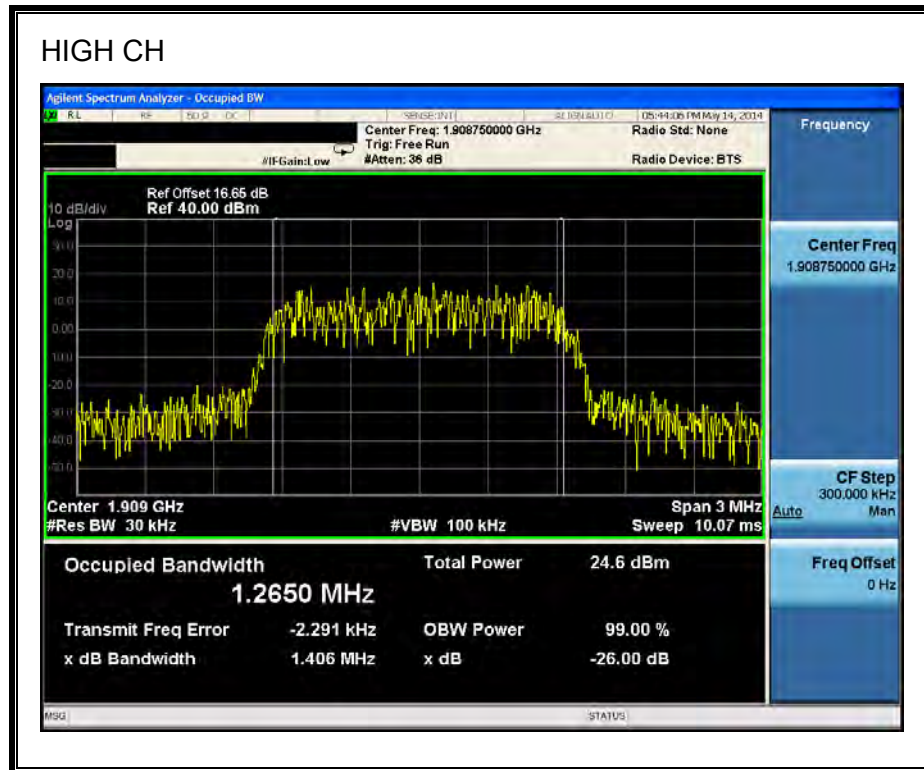 HIGH CH
Agilent Spectrum Analyzer - Occupied BW
RL RF 50 Ω DC SENSE:INT ALIGNAUTO 05:44:06 PM May 14, 2014
Center Freq: 1.908750000 GHz Radio Std: None
Trig: Free Run
#IFGain:Low #Atten: 36 dB Radio Device: BTS
Ref Offset 16.65 dB
10 dB/div Ref 40.00 dBm
Log
30.0
20.0
10.0
0.00
-10.0
-20.0
-30.0
-40.0
-50.0
Center 1.909 GHz Span 3 MHz
#Res BW 30 kHz #VBW 100 kHz Sweep 10.07 ms
Occupied Bandwidth Total Power 24.6 dBm
1.2650 MHz
Transmit Freq Error -2.291 kHz OBW Power 99.00 %
x dB Bandwidth 1.406 MHz x dB -26.00 dB
MSG STATUS
Frequency
Center Freq
1.908750000 GHz
CF Step
300.000 kHz
Auto Man
Freq Offset
0 Hz